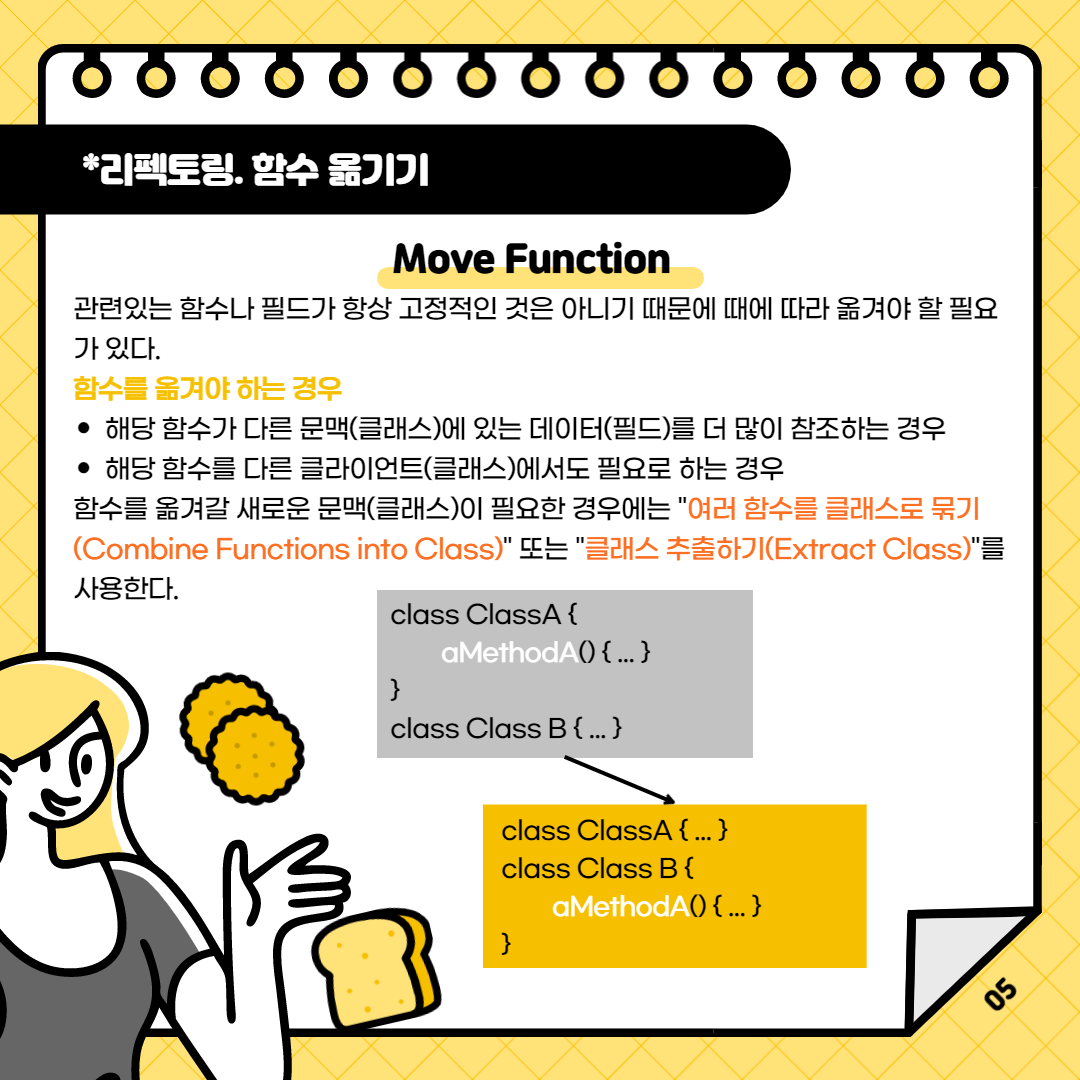 *리펙토링. 함수 옮기기
Move Function
관련있는 함수나 필드가 항상 고정적인 것은 아니기 때문에 때에 따라 옮겨야 할 필요
가 있다.
함수를 옮겨야 하는 경우
• 해당 함수가 다른 문맥(클래스)에 있는 데이터(필드)를 더 많이 참조하는 경우
• 해당 함수를 다른 클라이언트(클래스)에서도 필요로 하는 경우
함수를 옮겨갈 새로운 문맥(클래스)이 필요한 경우에는 "여러 함수를 클래스로 묶기
(Combine Functions into Class)" 또는 "클래스 추출하기(Extract Class)"를
사용한다.
class ClassA {
aMethodA() { ... }
}
class Class B { ... }
class ClassA { ... }
class Class B {
aMethodA() { ... }
}
05